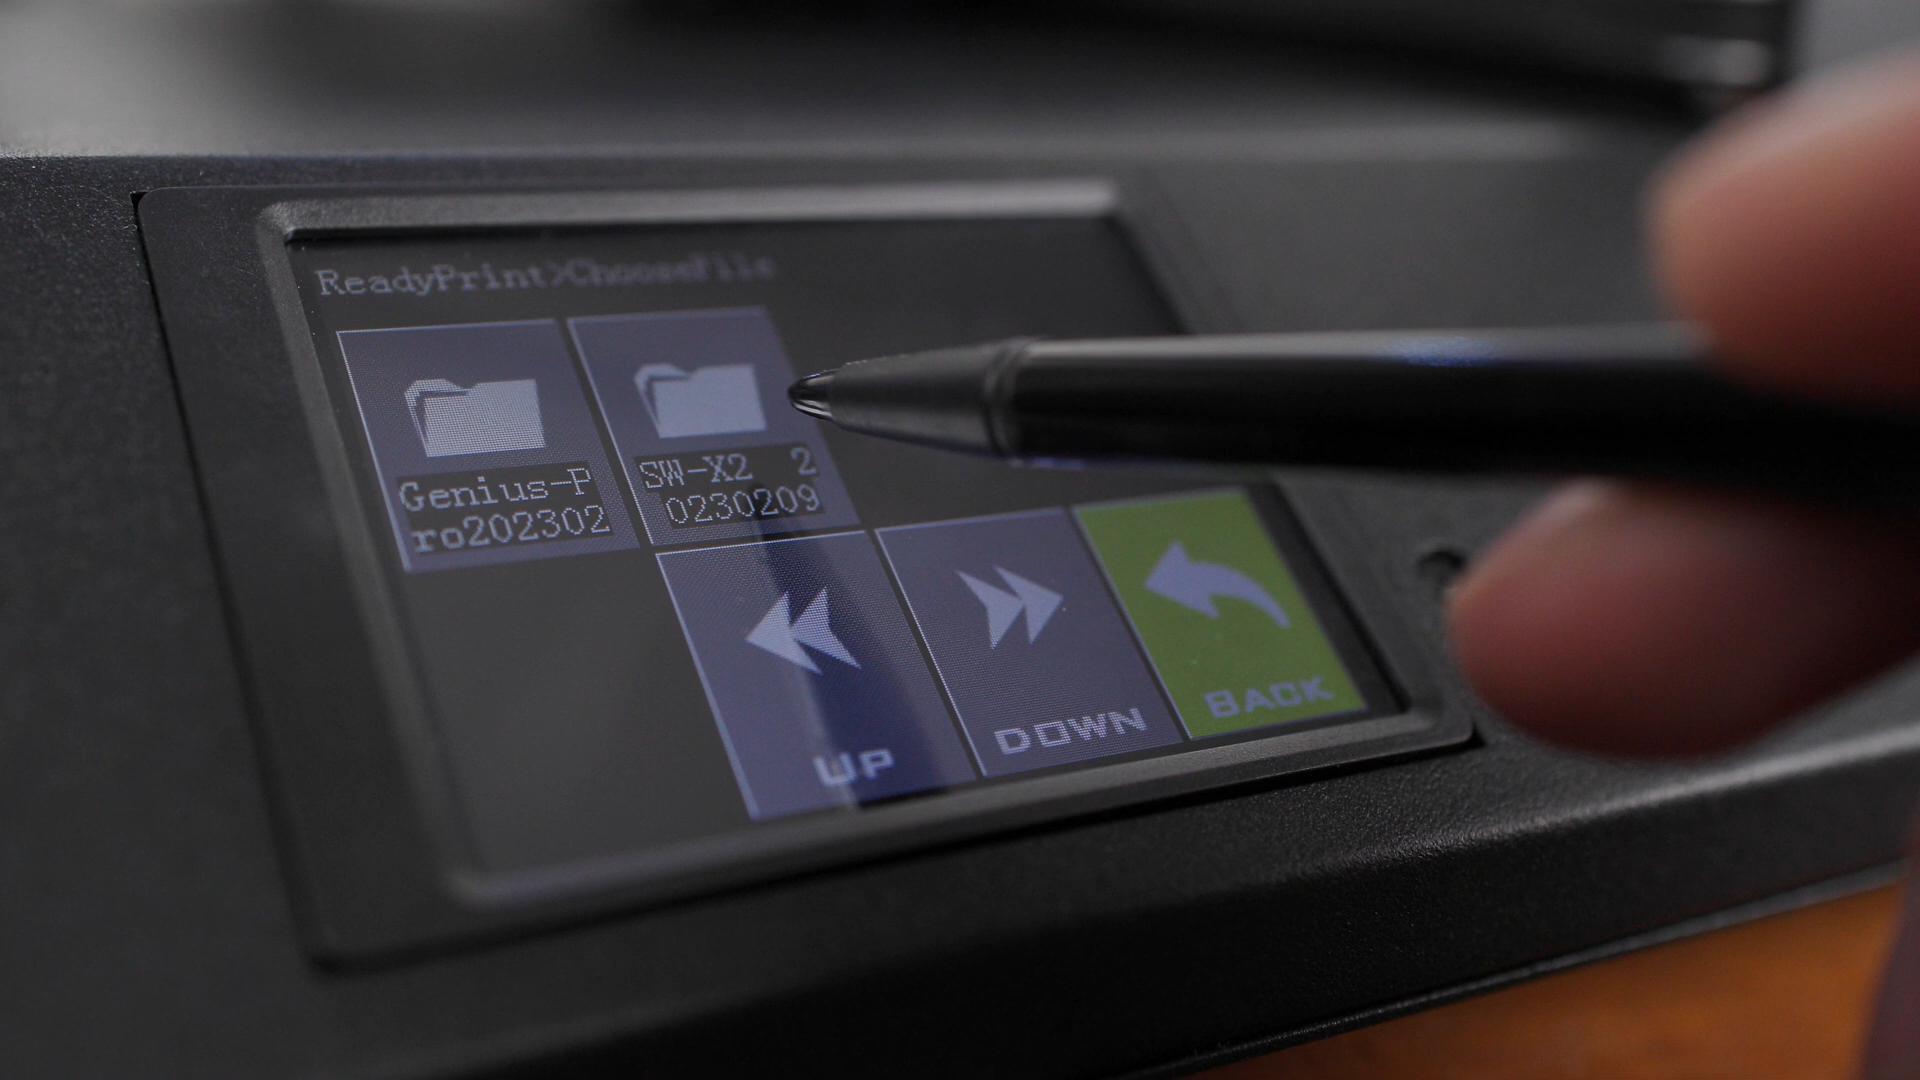 ReadyPrint>ChooseFile
Genius-P
ro202302
SW-X2 2
0230209
UP
DOWN
BACK